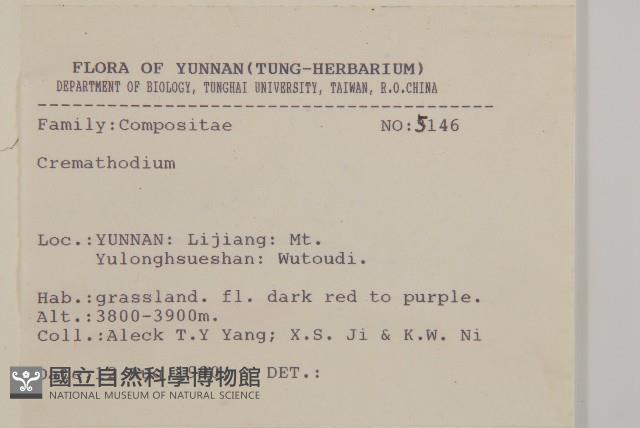 FLORA OF YUNNAN(TUNG-HERBARIUM)
DEPARTMENT OF BIOLOGY, TUNGHAI UNIVERSITY, TAIWAN, R.O.CHINA
Family:Compositae NO:5146
Cremathodium
Loc.:YUNNAN: Lijiang: Mt.
Yulonghsueshan: Wutoudi.
Hab.:grassland. fl. dark red to purple.
Alt.:3800-3900m.
Coll.:Aleck T.Y Yang; X.S. Ji & K.W. Ni
DET.:
國立自然科學博物館
NATIONAL MUSEUM OF NATURAL SCIENCE